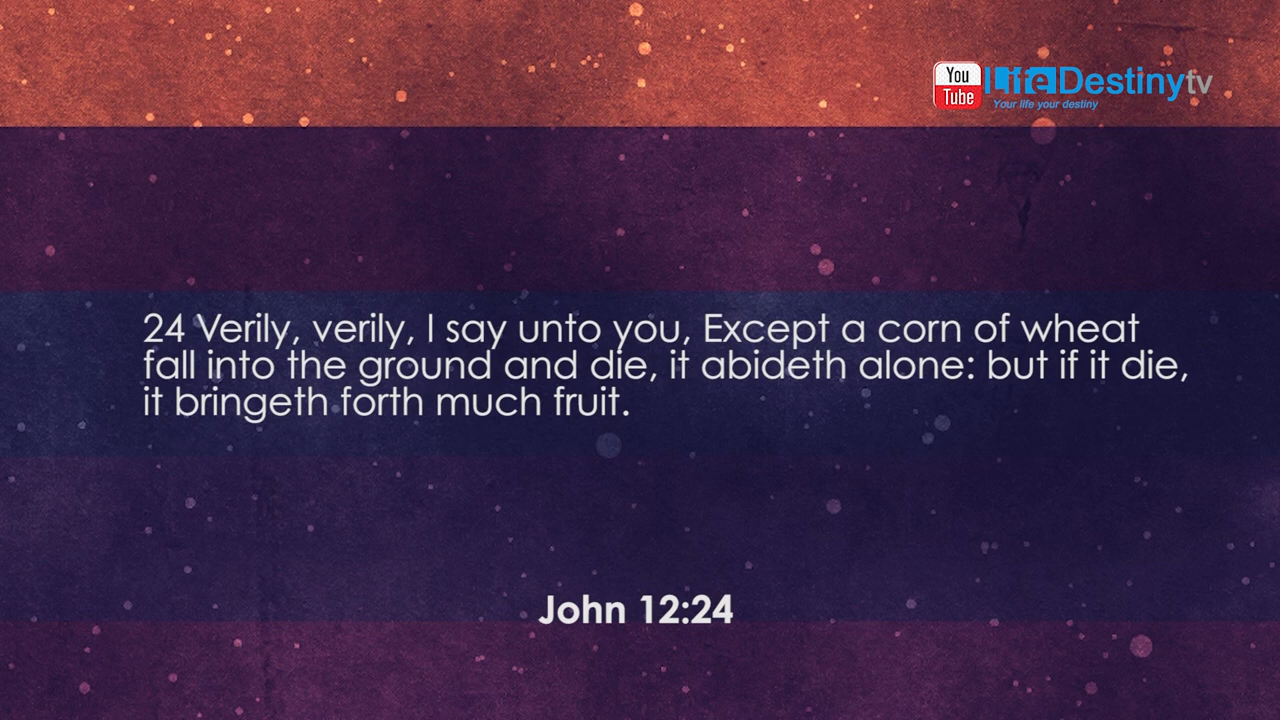 You
Tube
LifeDestinytv
Your life your destiny
24 Verily, verily, I say unto you, Except a corn of wheat
fall into the ground and die, it abideth alone: but if it die,
it bringeth forth much fruit.
John 12:24